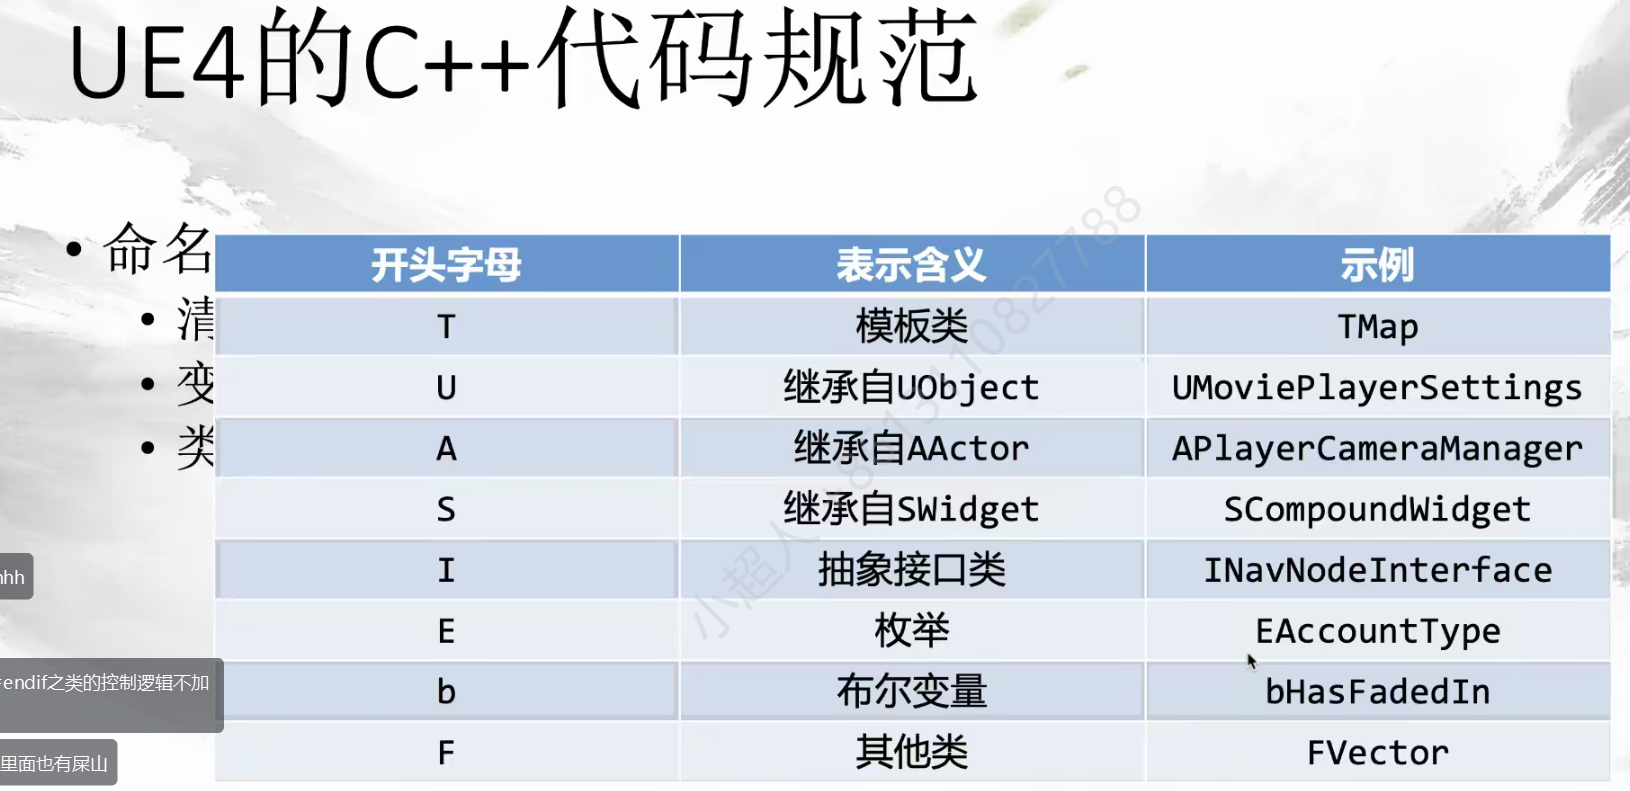 UE4的C++代码规范
• 命名
• 清
• 变
• 类
开头字母 表示含义 示例
T 模板类 TMap
U 继承自UObject UMoviePlayerSettings
A 继承自AActor APlayerCameraManager
S 继承自SWidget SCompoundWidget
I 抽象接口类 INavNodeInterface
E 枚举 EAccountType
b 布尔变量 bHasFadedIn
F 其他类 FVector
hh
endif之类的控制逻辑不加
里面也有屎山